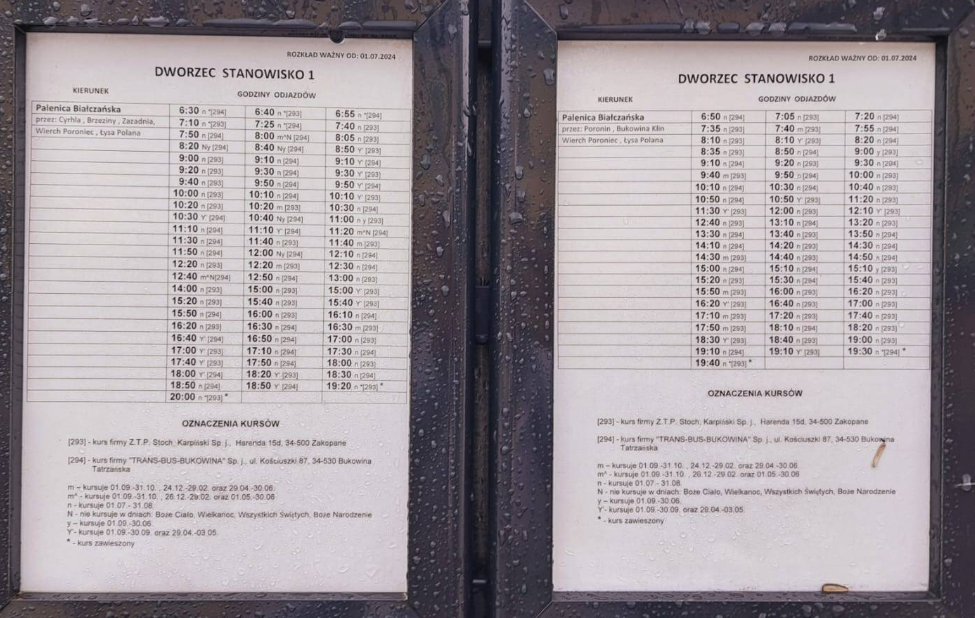 ROZKŁAD WAŻNY OD: 01.07.2024
DWORZEC STANOWISKO 1
KIERUNEK GODZINY ODJAZDÓW
Palenica Białczańska 6:30 n *[294] 6:40 n *[293] 6:55 n *[294]
przez: Cyrhla , Brzeziny , Zazadnia, 7:10 n *[293] 7:25 n *[294] 7:40 n [293]
Wierch Poroniec , Łysa Polana 7:50 n [294] 8:00 m^N [294] 8:05 n [293]
8:20 Ny [294] 8:40 Ny [294] 8:50 Y' [293]
9:00 n [293] 9:10 n [294] 9:10 Y' [294]
9:20 n [293] 9:30 n [294] 9:30 Y' [293]
9:40 n [293] 9:50 n [294] 9:50 Y' [294]
10:00 n [293] 10:10 n [294] 10:10 Y' [293]
10:20 n [293] 10:20 m [293] 10:30 n [294]
10:30 Y' [294] 10:40 Ny [294] 11:00 n y [293]
11:10 n [294] 11:10 Y' [294] 11:20 m^N [293]
11:30 n [294] 11:40 n [293] 11:40 m [293]
11:50 n [294] 12:00 Ny [294] 12:10 n [294]
12:20 n [293] 12:20 m [293] 12:30 n [294]
12:40 m^N[294] 12:50 n [294] 13:00 n [293]
14:00 n [293] 15:00 n [293] 15:00 Y' [293]
15:20 n [293] 15:40 n [293] 15:40 Y' [293]
15:50 n [294] 16:00 n [293] 16:10 n [294]
16:20 n [293] 16:30 n [294] 16:30 m [293]
16:40 Y' [293] 16:50 n [294] 17:00 n [293]
17:00 Y' [293] 17:10 n [294] 17:30 n [294]
17:40 Y' [293] 17:50 n [294] 18:00 n [293]
18:00 Y' [294] 18:20 Y' [293] 18:30 n [294]
18:50 n [294] 18:50 Y' [294] 19:20 n *[293] *
20:00 n *[293] *
OZNACZENIA KURSÓW
[293] - kurs firmy Z.T.P. Stoch, Karpiński Sp. j., Harenda 15d, 34-500 Zakopane
[294] - kurs firmy "TRANS-BUS-BUKOWINA" Sp. j., ul. Kościuszki 87, 34-530 Bukowina
Tatrzańska
m – kursuje 01.09.-31.10. , 24.12.-29.02. oraz 29.04.-30.06.
m^ - kursuje 01.09.-31.10. , 26.12.-29.02. oraz 01.05.-30.06
n - kursuje 01.07.- 31.08.
N - nie kursuje w dniach: Boże Ciało, Wielkanoc, Wszystkich Świętych, Boże Narodzenie
y – kursuje 01.09.-30.06.
Y'- kursuje 01.09.-30.09. oraz 29.04.-03.05.
* - kurs zawieszony
ROZKŁAD WAŻNY OD: 01.07.2024
DWORZEC STANOWISKO 1
KIERUNEK GODZINY ODJAZDÓW
Palenica Białczańska 6:50 n [294] 7:05 n [294] 7:20 n [294]
przez: Poronin , Bukowina Klin 7:35 n [294] 7:40 m [293] 7:55 n [294]
Wierch Poroniec , Łysa Polana 8:10 n [294] 8:10 Y' [294] 8:20 n [294]
8:35 n [294] 8:50 n [294] 9:00 y [293]
9:10 n [294] 9:20 n [293] 9:30 n [294]
9:40 m [293] 9:50 n [294] 10:00 n [293]
10:10 n [294] 10:30 n [294] 10:40 n [293]
10:50 n [294] 10:50 Y' [294] 11:20 n [293]
11:30 Y' [294] 12:00 n [293] 12:10 Y' [294]
12:40 n [293] 13:10 n [294] 13:20 n [293]
13:30 n [294] 13:40 n [293] 13:50 n [294]
14:10 n [294] 14:20 n [293] 14:30 n [294]
14:30 m [293] 14:40 n [293] 14:50 n [294]
15:00 n [293] 15:10 n [294] 15:10 y [293]
15:20 n [293] 15:30 n [294] 15:40 n [293]
15:50 m [293] 16:00 n [293] 16:20 n [293]
16:20 Y' [293] 16:40 n [293] 17:00 n [293]
17:10 m [293] 17:20 n [293] 17:40 n [293]
17:50 m [293] 18:10 n [294] 18:20 n [293]
18:30 Y' [293] 18:40 n [293] 19:00 n [293]
19:10 n *[294] 19:10 Y' [293] 19:30 n *[294] *
19:40 n *[293] *
OZNACZENIA KURSÓW
[293] - kurs firmy Z.T.P. Stoch, Karpiński Sp. j., Harenda 15d, 34-500 Zakopane
[294] - kurs firmy "TRANS-BUS-BUKOWINA" Sp. j., ul. Kościuszki 87, 34-530 Bukowina
Tatrzańska
m – kursuje 01.09.-31.10. , 24.12.-29.02. oraz 29.04.-30.06.
m^ - kursuje 01.09.-31.10 , 26.12.-29.02. oraz 01.05.-30.06
n - kursuje 01.07 - 31.08.
N - nie kursuje w dniach: Boże Ciało, Wielkanoc, Wszystkich Świętych, Boże Narodzenie
y – kursuje 01.09.-30.06.
Y'- kursuje 01.09.-30.09. oraz 29.04.-03.05.
* - kurs zawieszony